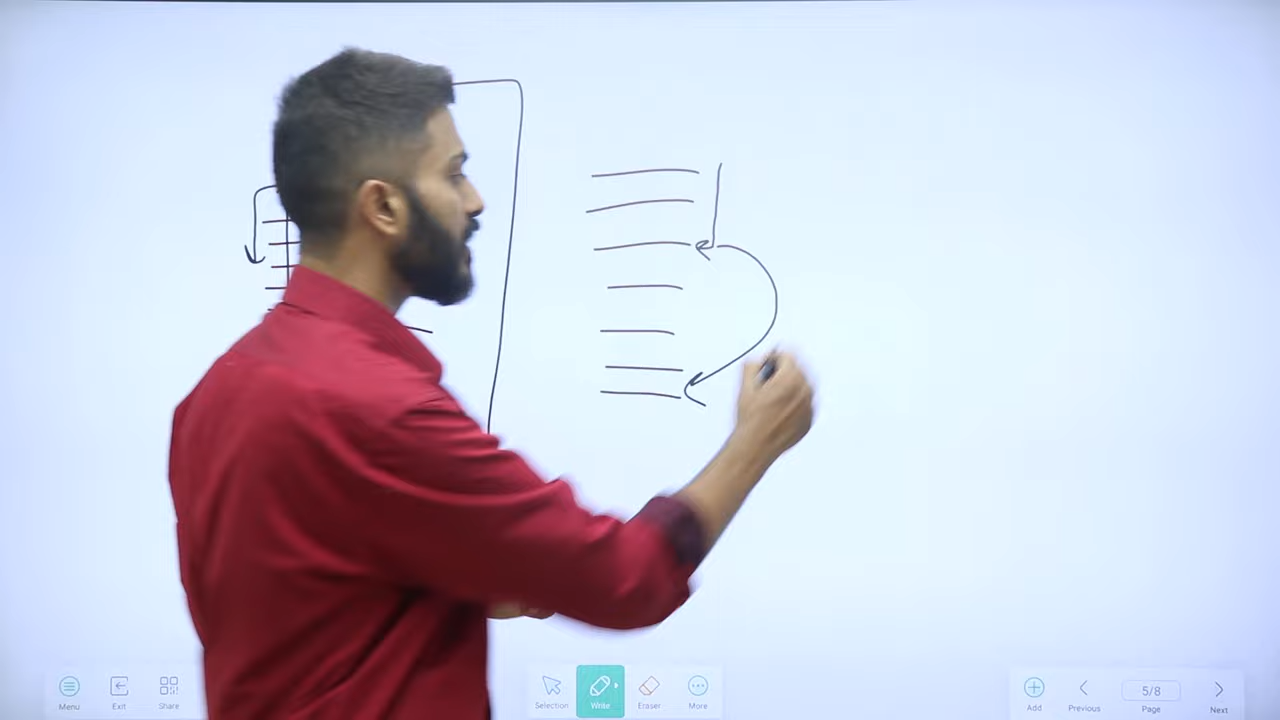 Menu
Exit
Share
Selection
Write
Eraser
More
Add
Previous
5/8
Page
Next